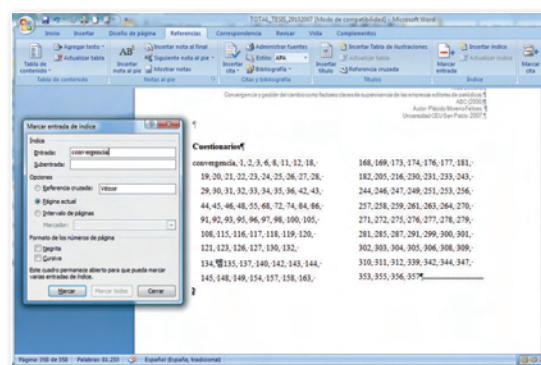 TOTAL_TESIS_29102007 [Modo de compatibilidad] - Microsoft Word
Inicio Insertar Diseño de página Referencias Correspondencia Revisar Vista Complementos
Tabla de contenido
Agregar texto
Actualizar tabla
Tabla de contenido
AB¹
Insertar nota al pie
Insertar nota al final
Siguiente nota al pie
Mostrar notas
Notas al pie
Insertar cita
Administrar fuentes
Estilo: APA
Bibliografía
Citas y bibliografía
Insertar título
Insertar Tabla de ilustraciones
Actualizar tabla
Referencia cruzada
Títulos
Marcar entrada
Insertar índice
Actualizar índice
Índice
Marcar cita
Convergencia y gestión del cambio como factores claves de supervivencia de las empresas editoras de periódicos¶
ABC (2006)¶
Autor: Plácido Moreno Felices ¶
Universidad CEU San Pablo 2007¶
¶
Cuestionarios¶
convergencia, 1, 2, 3, 6, 8, 11, 12, 18,
19, 20, 21, 22, 23, 24, 25, 26, 27, 28,
29, 30, 31, 32, 33, 34, 35, 36, 42, 43,
44, 45, 46, 48, 55, 68, 72, 74, 84, 86,
91, 92, 93, 95, 96, 97, 98, 100, 105,
108, 115, 116, 117, 118, 119, 120,
121, 123, 126, 127, 130, 132,
134, ¶135, 137, 140, 142, 143, 144,
145, 148, 149, 154, 157, 158, 163,
168, 169, 173, 174, 176, 177, 181,
182, 205, 216, 230, 231, 233, 243,
244, 246, 247, 249, 251, 253, 256,
257, 258, 259, 261, 263, 264, 270,
271, 272, 275, 276, 277, 278, 279,
281, 285, 287, 291, 299, 300, 301,
302, 303, 304, 305, 306, 308, 309,
310, 311, 312, 339, 342, 344, 347,
353, 355, 356, 357¶
Marcar entrada de índice
Índice
Entrada: convergencia
Subentrada:
Opciones
Referencia cruzada: Véase
Página actual
Intervalo de páginas
Marcador:
Formato de los números de página
Negrita
Cursiva
Este cuadro permanece abierto para que pueda marcar
varias entradas de índice.
Marcar Marcar todas Cerrar
Página: 358 de 358 Palabras: 81.255 Español (España, tradicional)